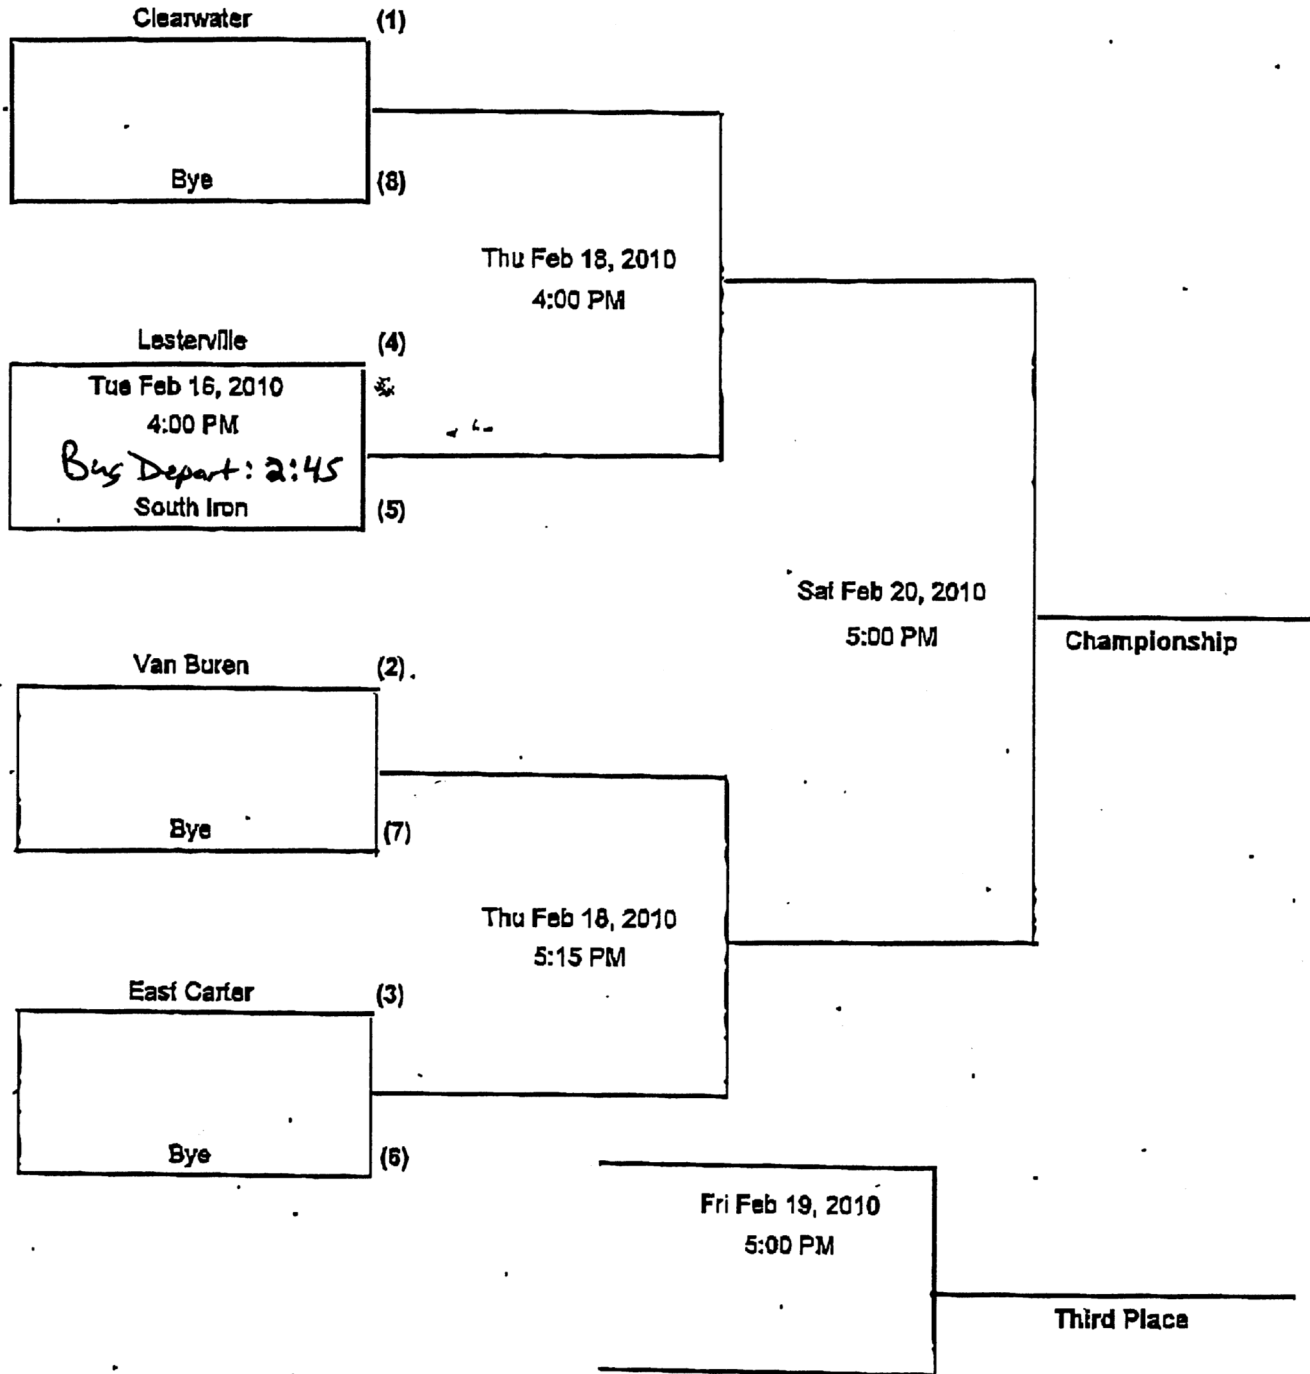 Clearwater (1)
Bye (8)
Thu Feb 18, 2010
4:00 PM
Lesterville (4)
Tue Feb 16, 2010
4:00 PM
Bus Depart: 2:45
South Iron (5)
Sat Feb 20, 2010
5:00 PM
Championship
Van Buren (2)
Bye (7)
Thu Feb 18, 2010
5:15 PM
East Carter (3)
Bye (6)
Fri Feb 19, 2010
5:00 PM
Third Place